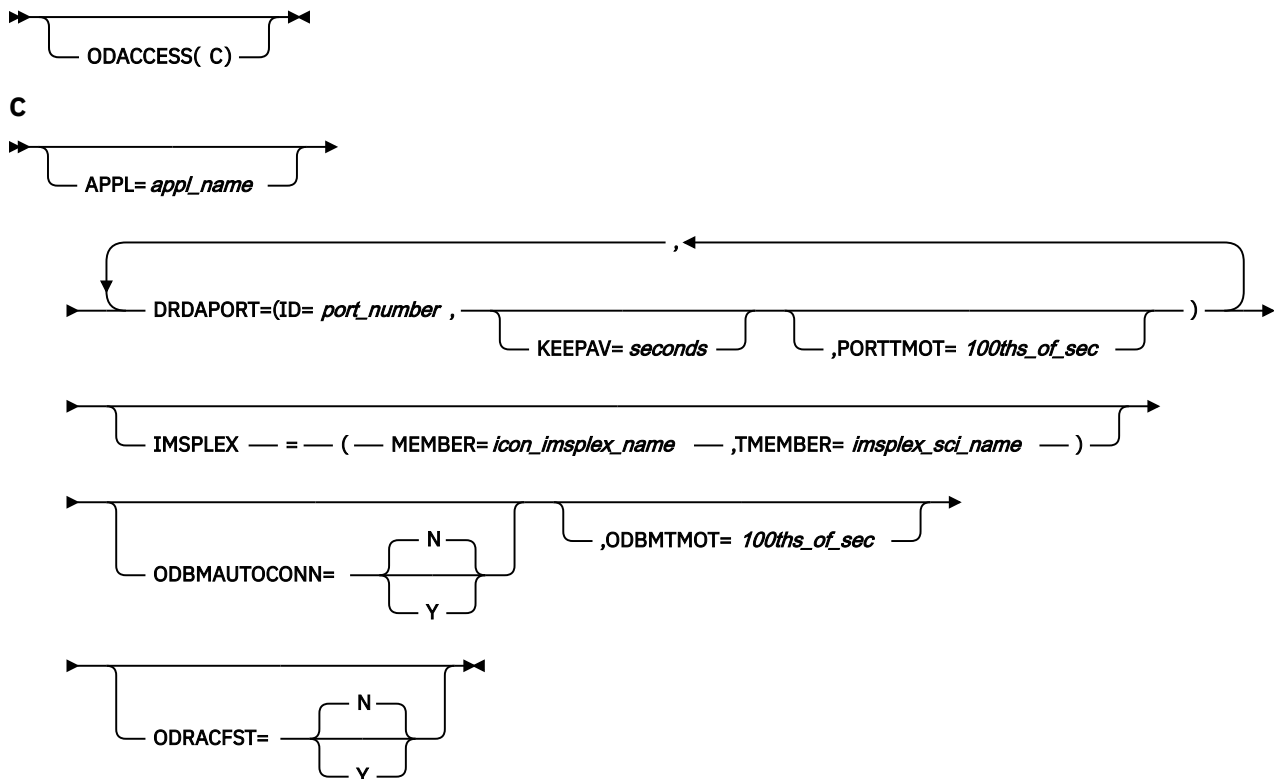 ODACCESS( C)
C
APPL= appl_name
,
DRDAPORT=(ID= port_number , )
KEEPAV= seconds ,PORTTMOT= 100ths_of_sec
IMSPLEX = ( MEMBER= icon_imsplex_name ,TMEMBER= imsplex_sci_name )
N
,ODBMTMOT= 100ths_of_sec
ODBMAUTOCONN=
Y
N
ODRACFST=
Y